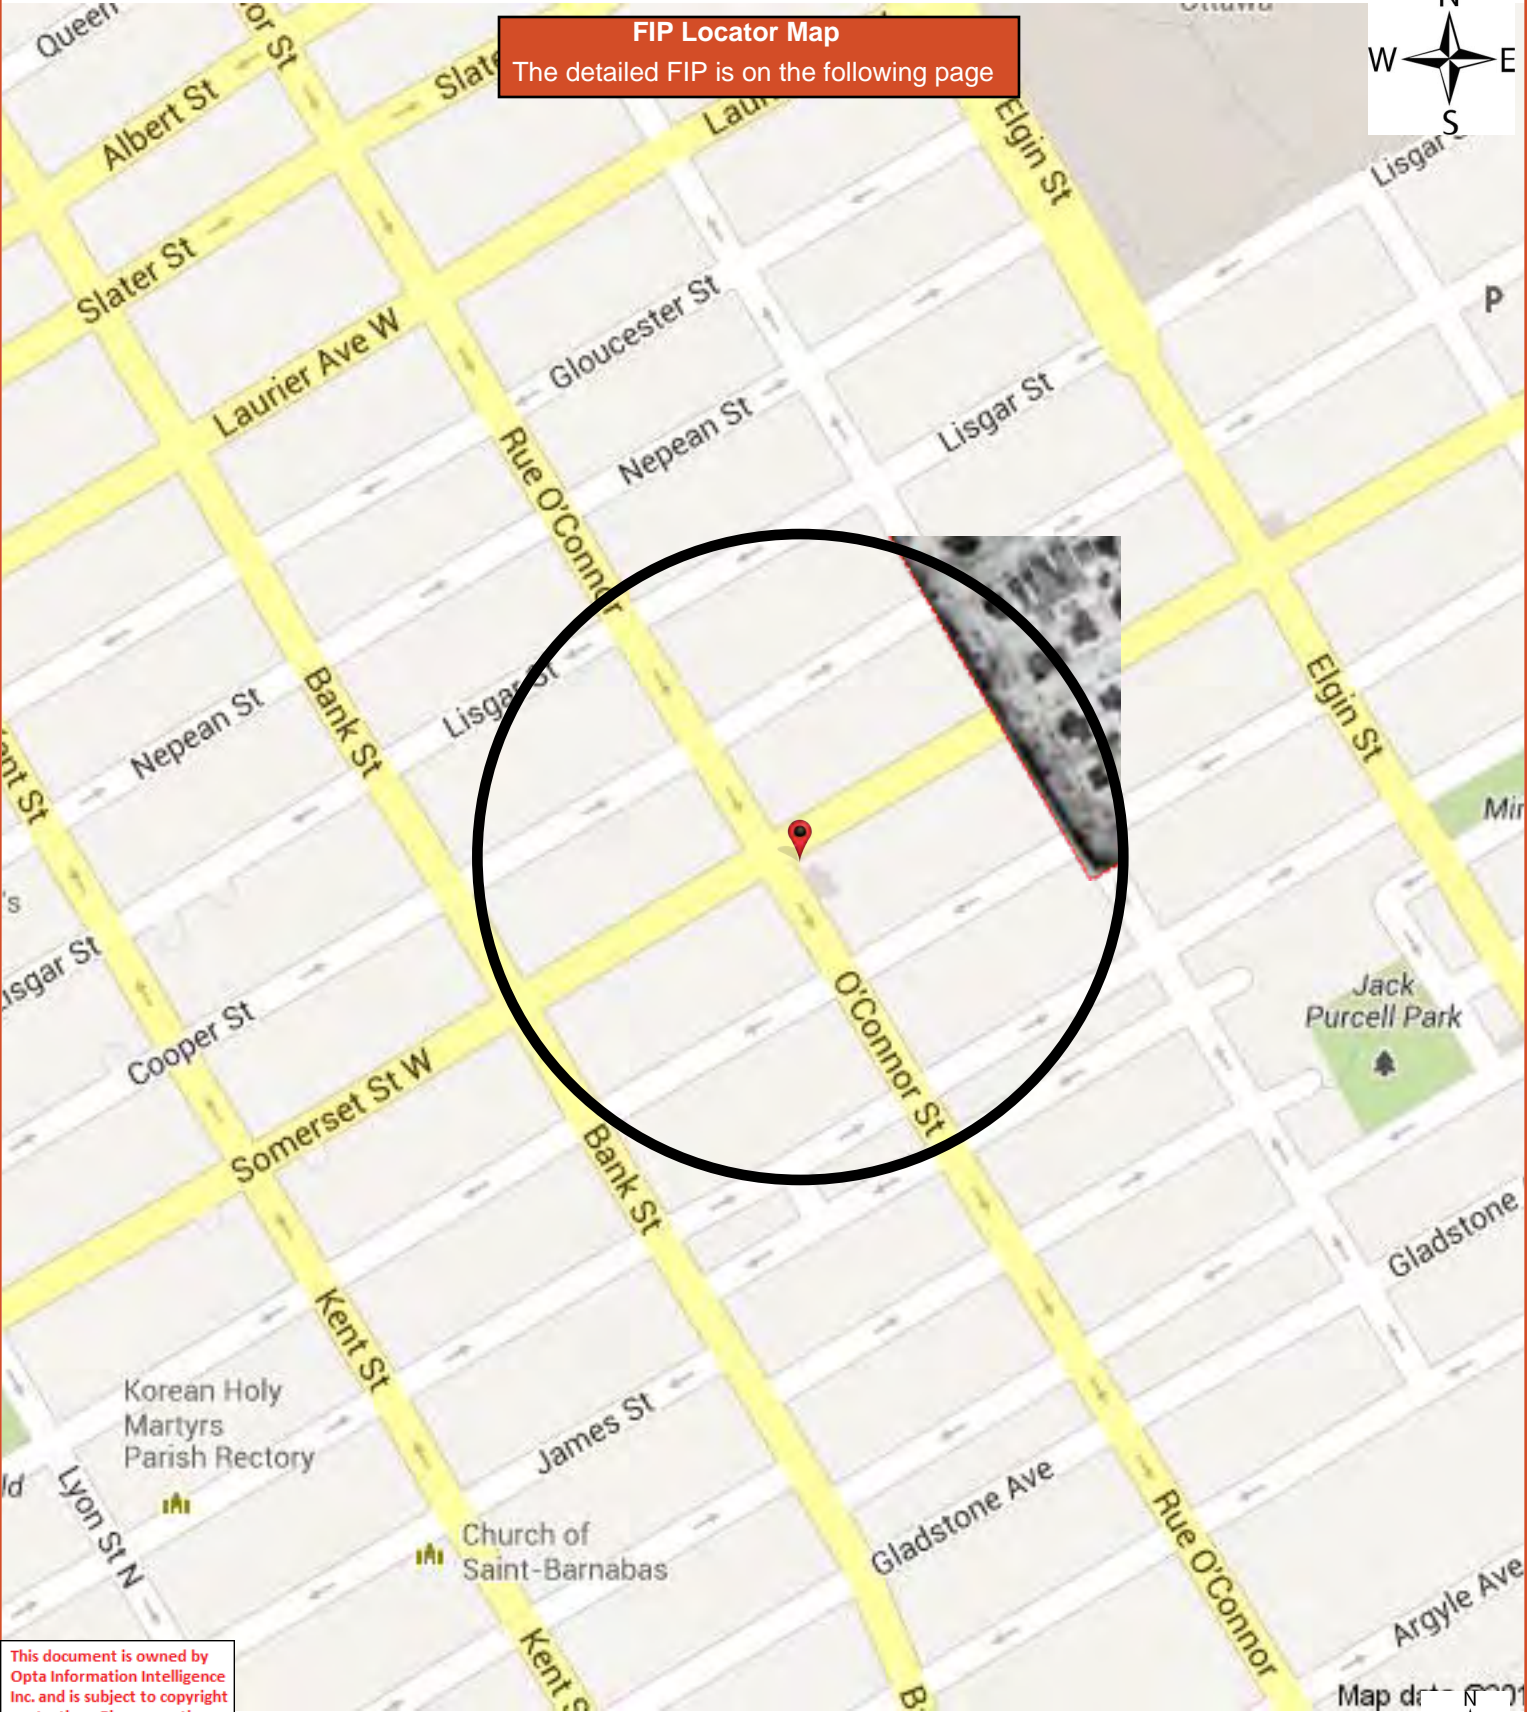 FIP Locator Map
The detailed FIP is on the following page
N
W
E
S
Queen
Albert St
Slater St
Laurier Ave W
Elgin St
Lisgar
P
Gloucester St
Nepean St
Lisgar St
Rue O'Connor
Bank St
Nepean St
Lisgar St
Elgin St
Cooper St
Somerset St W
O'Connor St
Jack
Purcell Park
Bank St
Gladstone
Kent St
Korean Holy
Martyrs
Parish Rectory
James St
Lyon St N
Church of
Saint-Barnabas
Gladstone Ave
Rue O'Connor
Argyle Ave
Kent S
This document is owned by
Opta Information Intelligence
Inc. and is subject to copyright
Map data
N